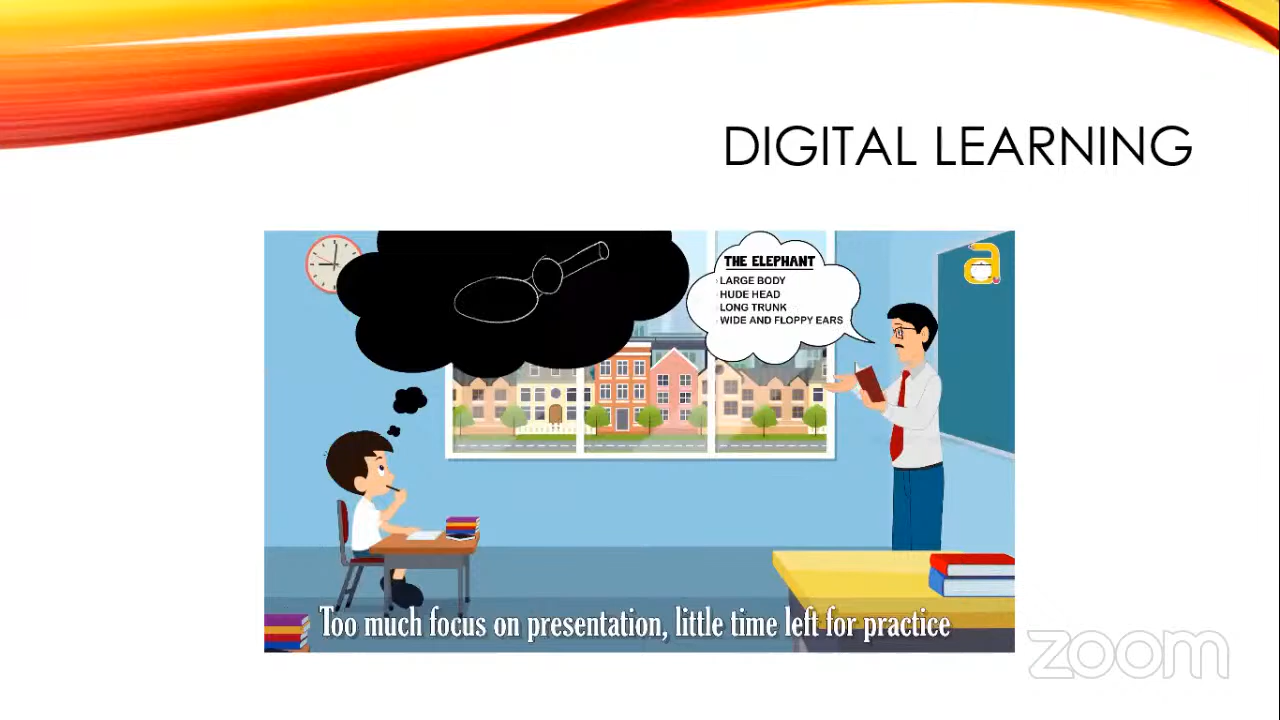 DIGITAL LEARNING
THE ELEPHANT
LARGE BODY
HUDE HEAD
LONG TRUNK
WIDE AND FLOPPY EARS
a
Too much focus on presentation, little time left for practice
zoom